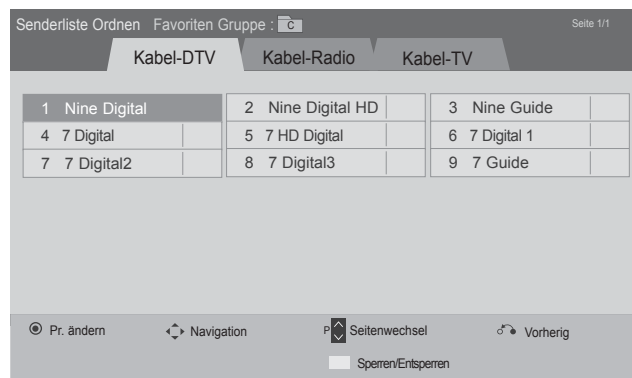 Senderliste Ordnen Favoriten Gruppe : C Seite 1/1
Kabel-DTV Kabel-Radio Kabel-TV
1 Nine Digital 2 Nine Digital HD 3 Nine Guide
4 7 Digital 5 7 HD Digital 6 7 Digital 1
7 7 Digital2 8 7 Digital3 9 7 Guide
Pr. ändern Navigation P Seitenwechsel Vorherig
Sperren/Entsperren